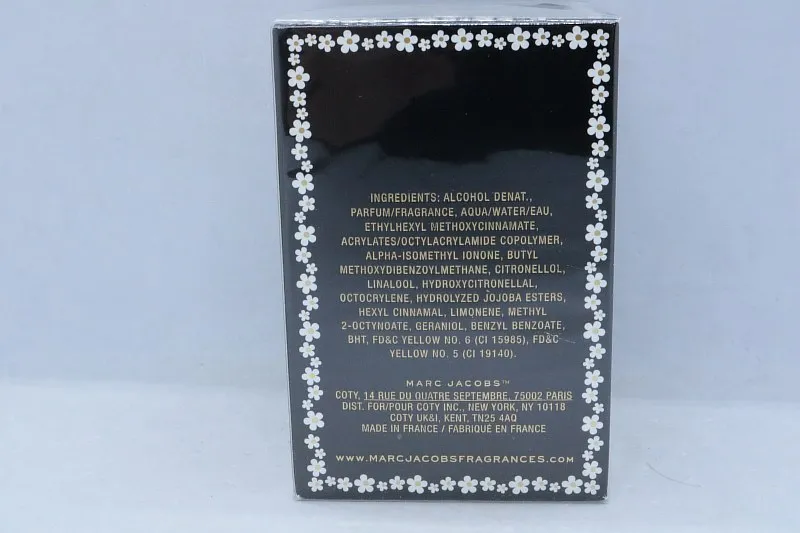 INGREDIENTS: ALCOHOL DENAT.,
PARFUM/FRAGRANCE, AQUA/WATER/EAU,
ETHYLHEXYL METHOXYCINNAMATE,
ACRYLATES/OCTYLACRYLAMIDE COPOLYMER,
ALPHA-ISOMETHYL IONONE, BUTYL
METHOXYDIBENZOYLMETHANE, CITRONELLOL,
LINALOOL, HYDROXYCITRONELLAL,
OCTOCRYLENE, HYDROLYZED JOJOBA ESTERS,
HEXYL CINNAMAL, LIMONENE, METHYL
2-OCTYNOATE, GERANIOL, BENZYL BENZOATE,
BHT, FD&C YELLOW NO. 6 (CI 15985), FD&C
YELLOW NO. 5 (CI 19140).
MARC JACOBS™
COTY, 14 RUE DU QUATRE SEPTEMBRE, 75002 PARIS
DIST. FOR/POUR COTY INC., NEW YORK, NY 10118
COTY UK&I, KENT, TN25 4AQ
MADE IN FRANCE / FABRIQUÉ EN FRANCE
WWW.MARCJACOBSFRAGRANCES.COM